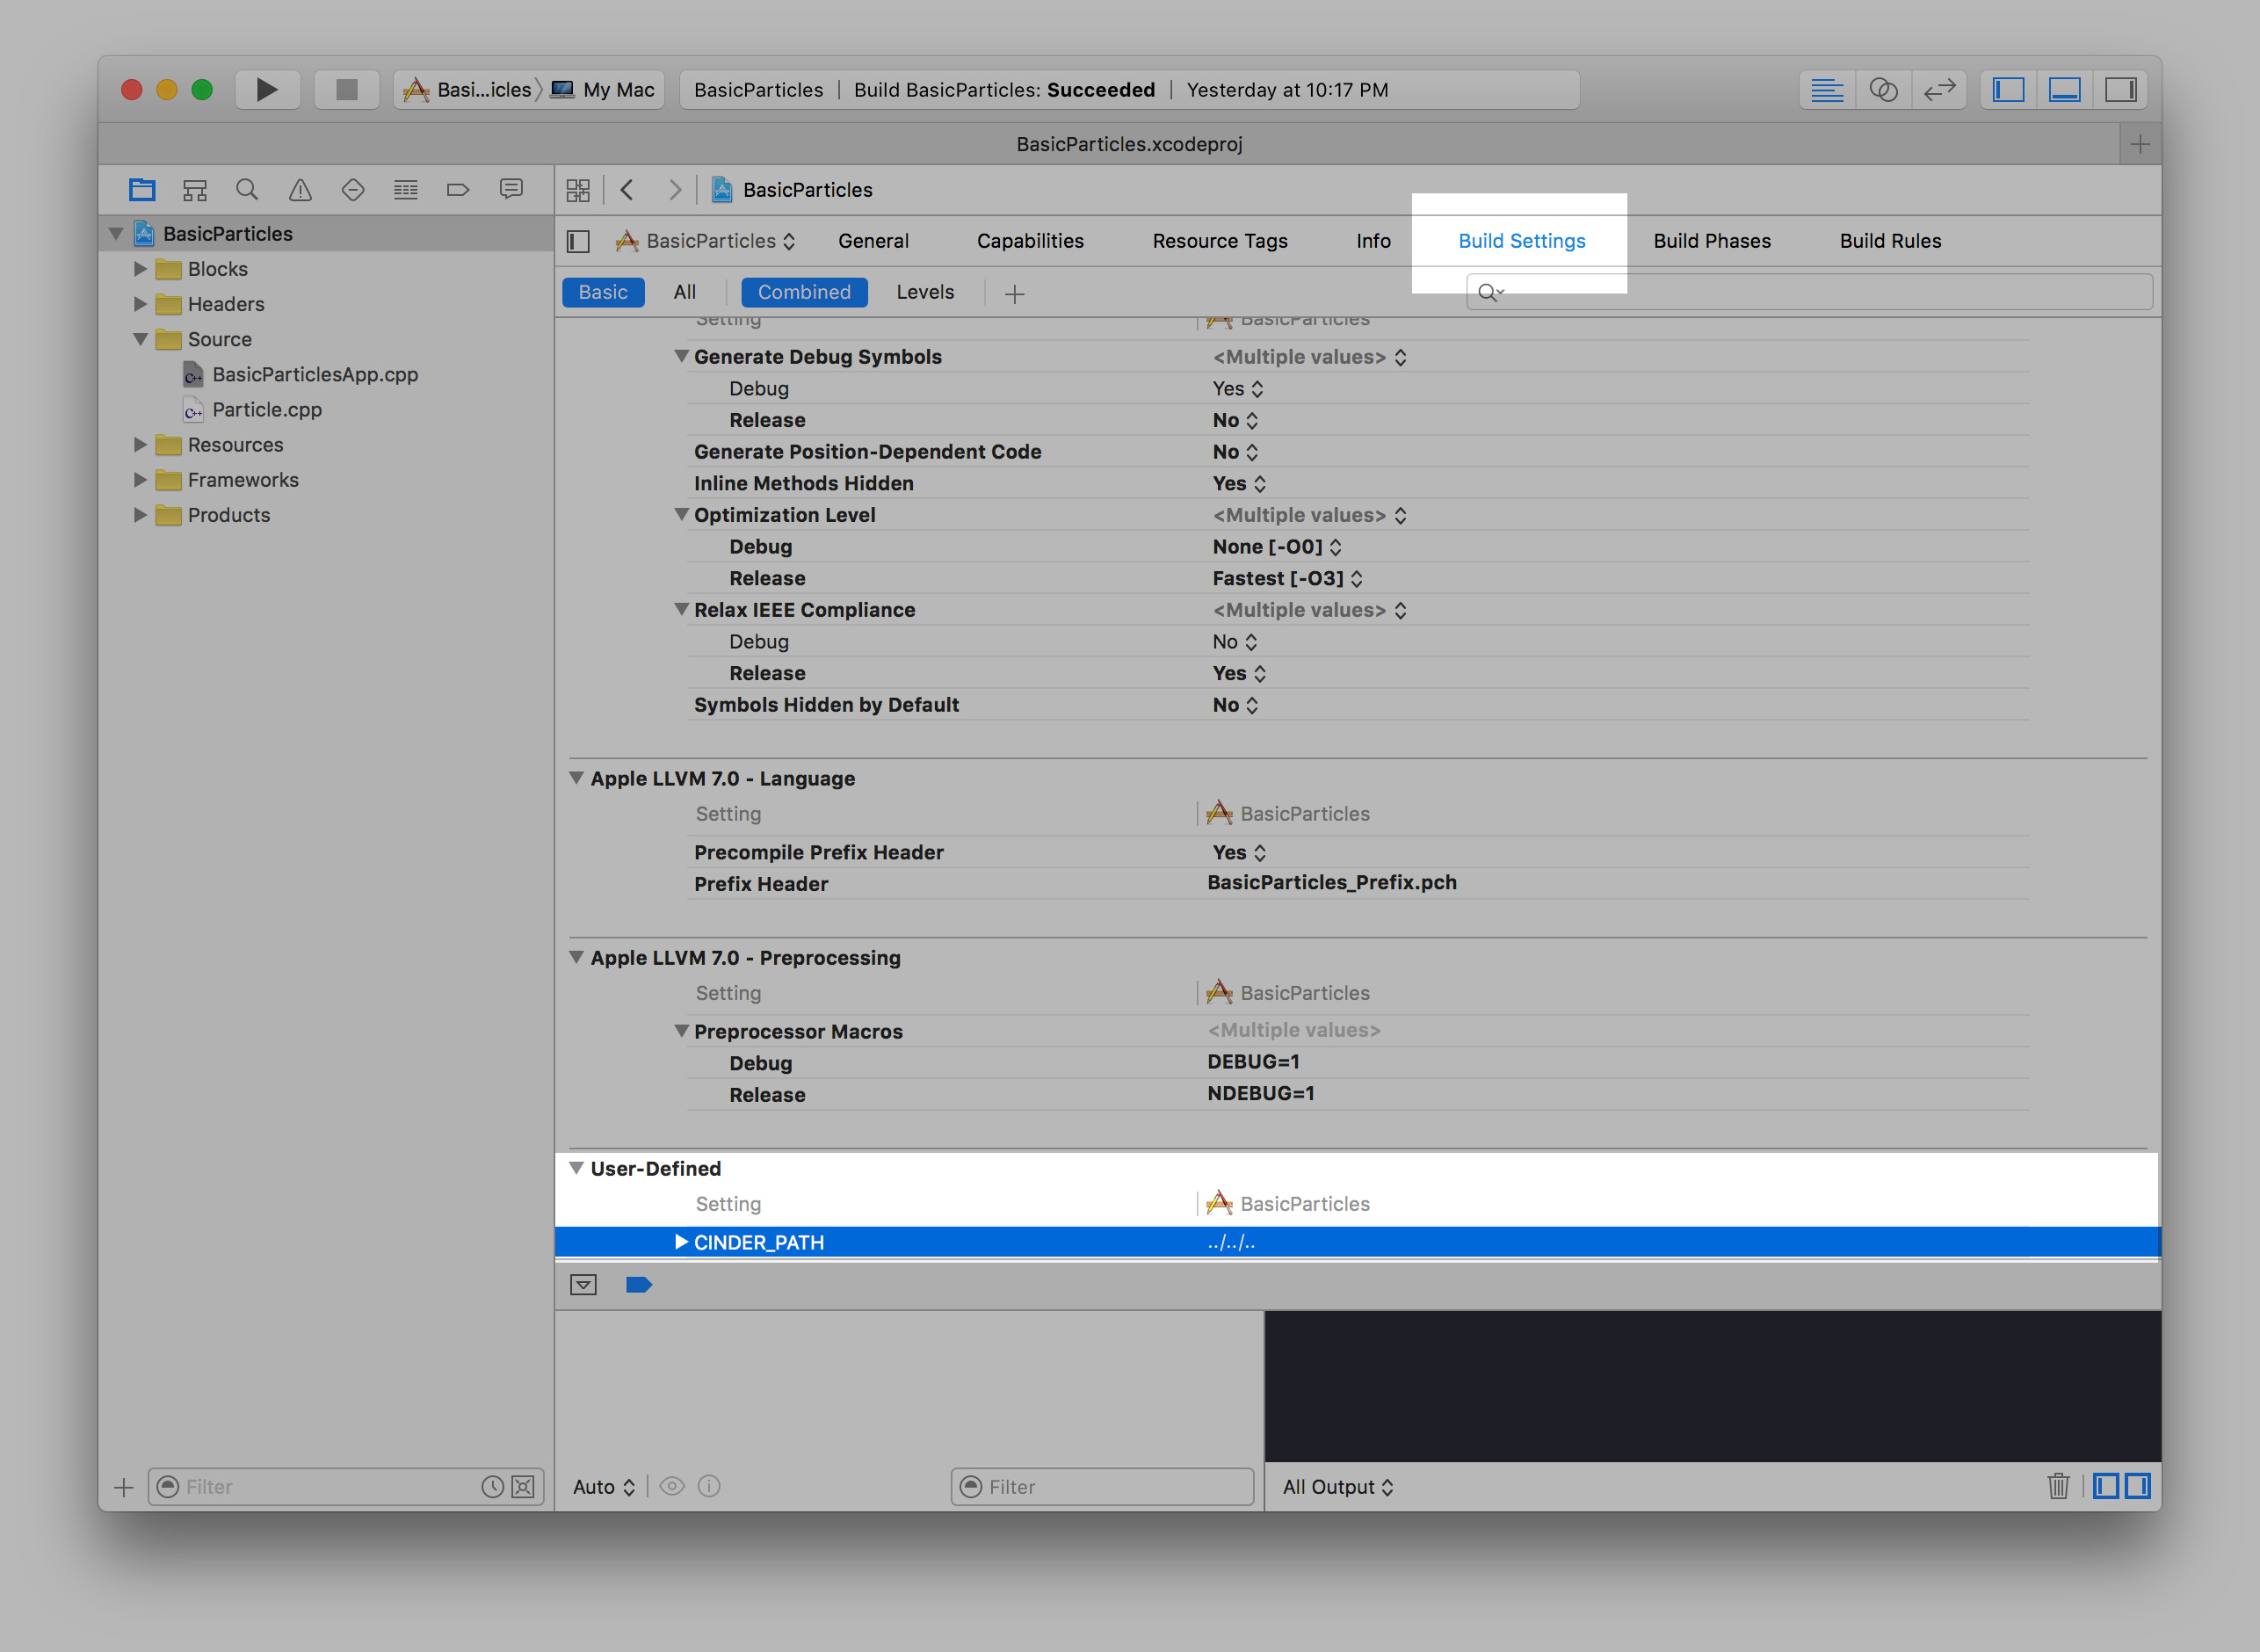 Basi...icles My Mac BasicParticles | Build BasicParticles: Succeeded | Yesterday at 10:17 PM
BasicParticles.xcodeproj
BasicParticles
BasicParticles
Blocks
Headers
Source
BasicParticlesApp.cpp
Particle.cpp
Resources
Frameworks
Products
BasicParticles General Capabilities Resource Tags Info Build Settings Build Phases Build Rules
Basic All Combined Levels
Setting BasicParticles
Generate Debug Symbols <Multiple values>
Debug Yes
Release No
Generate Position-Dependent Code No
Inline Methods Hidden Yes
Optimization Level <Multiple values>
Debug None [-O0]
Release Fastest [-O3]
Relax IEEE Compliance <Multiple values>
Debug No
Release Yes
Symbols Hidden by Default No
Apple LLVM 7.0 - Language
Setting BasicParticles
Precompile Prefix Header Yes
Prefix Header BasicParticles_Prefix.pch
Apple LLVM 7.0 - Preprocessing
Setting BasicParticles
Preprocessor Macros <Multiple values>
Debug DEBUG=1
Release NDEBUG=1
User-Defined
Setting BasicParticles
CINDER_PATH ../../..
Filter
Auto
Filter
All Output